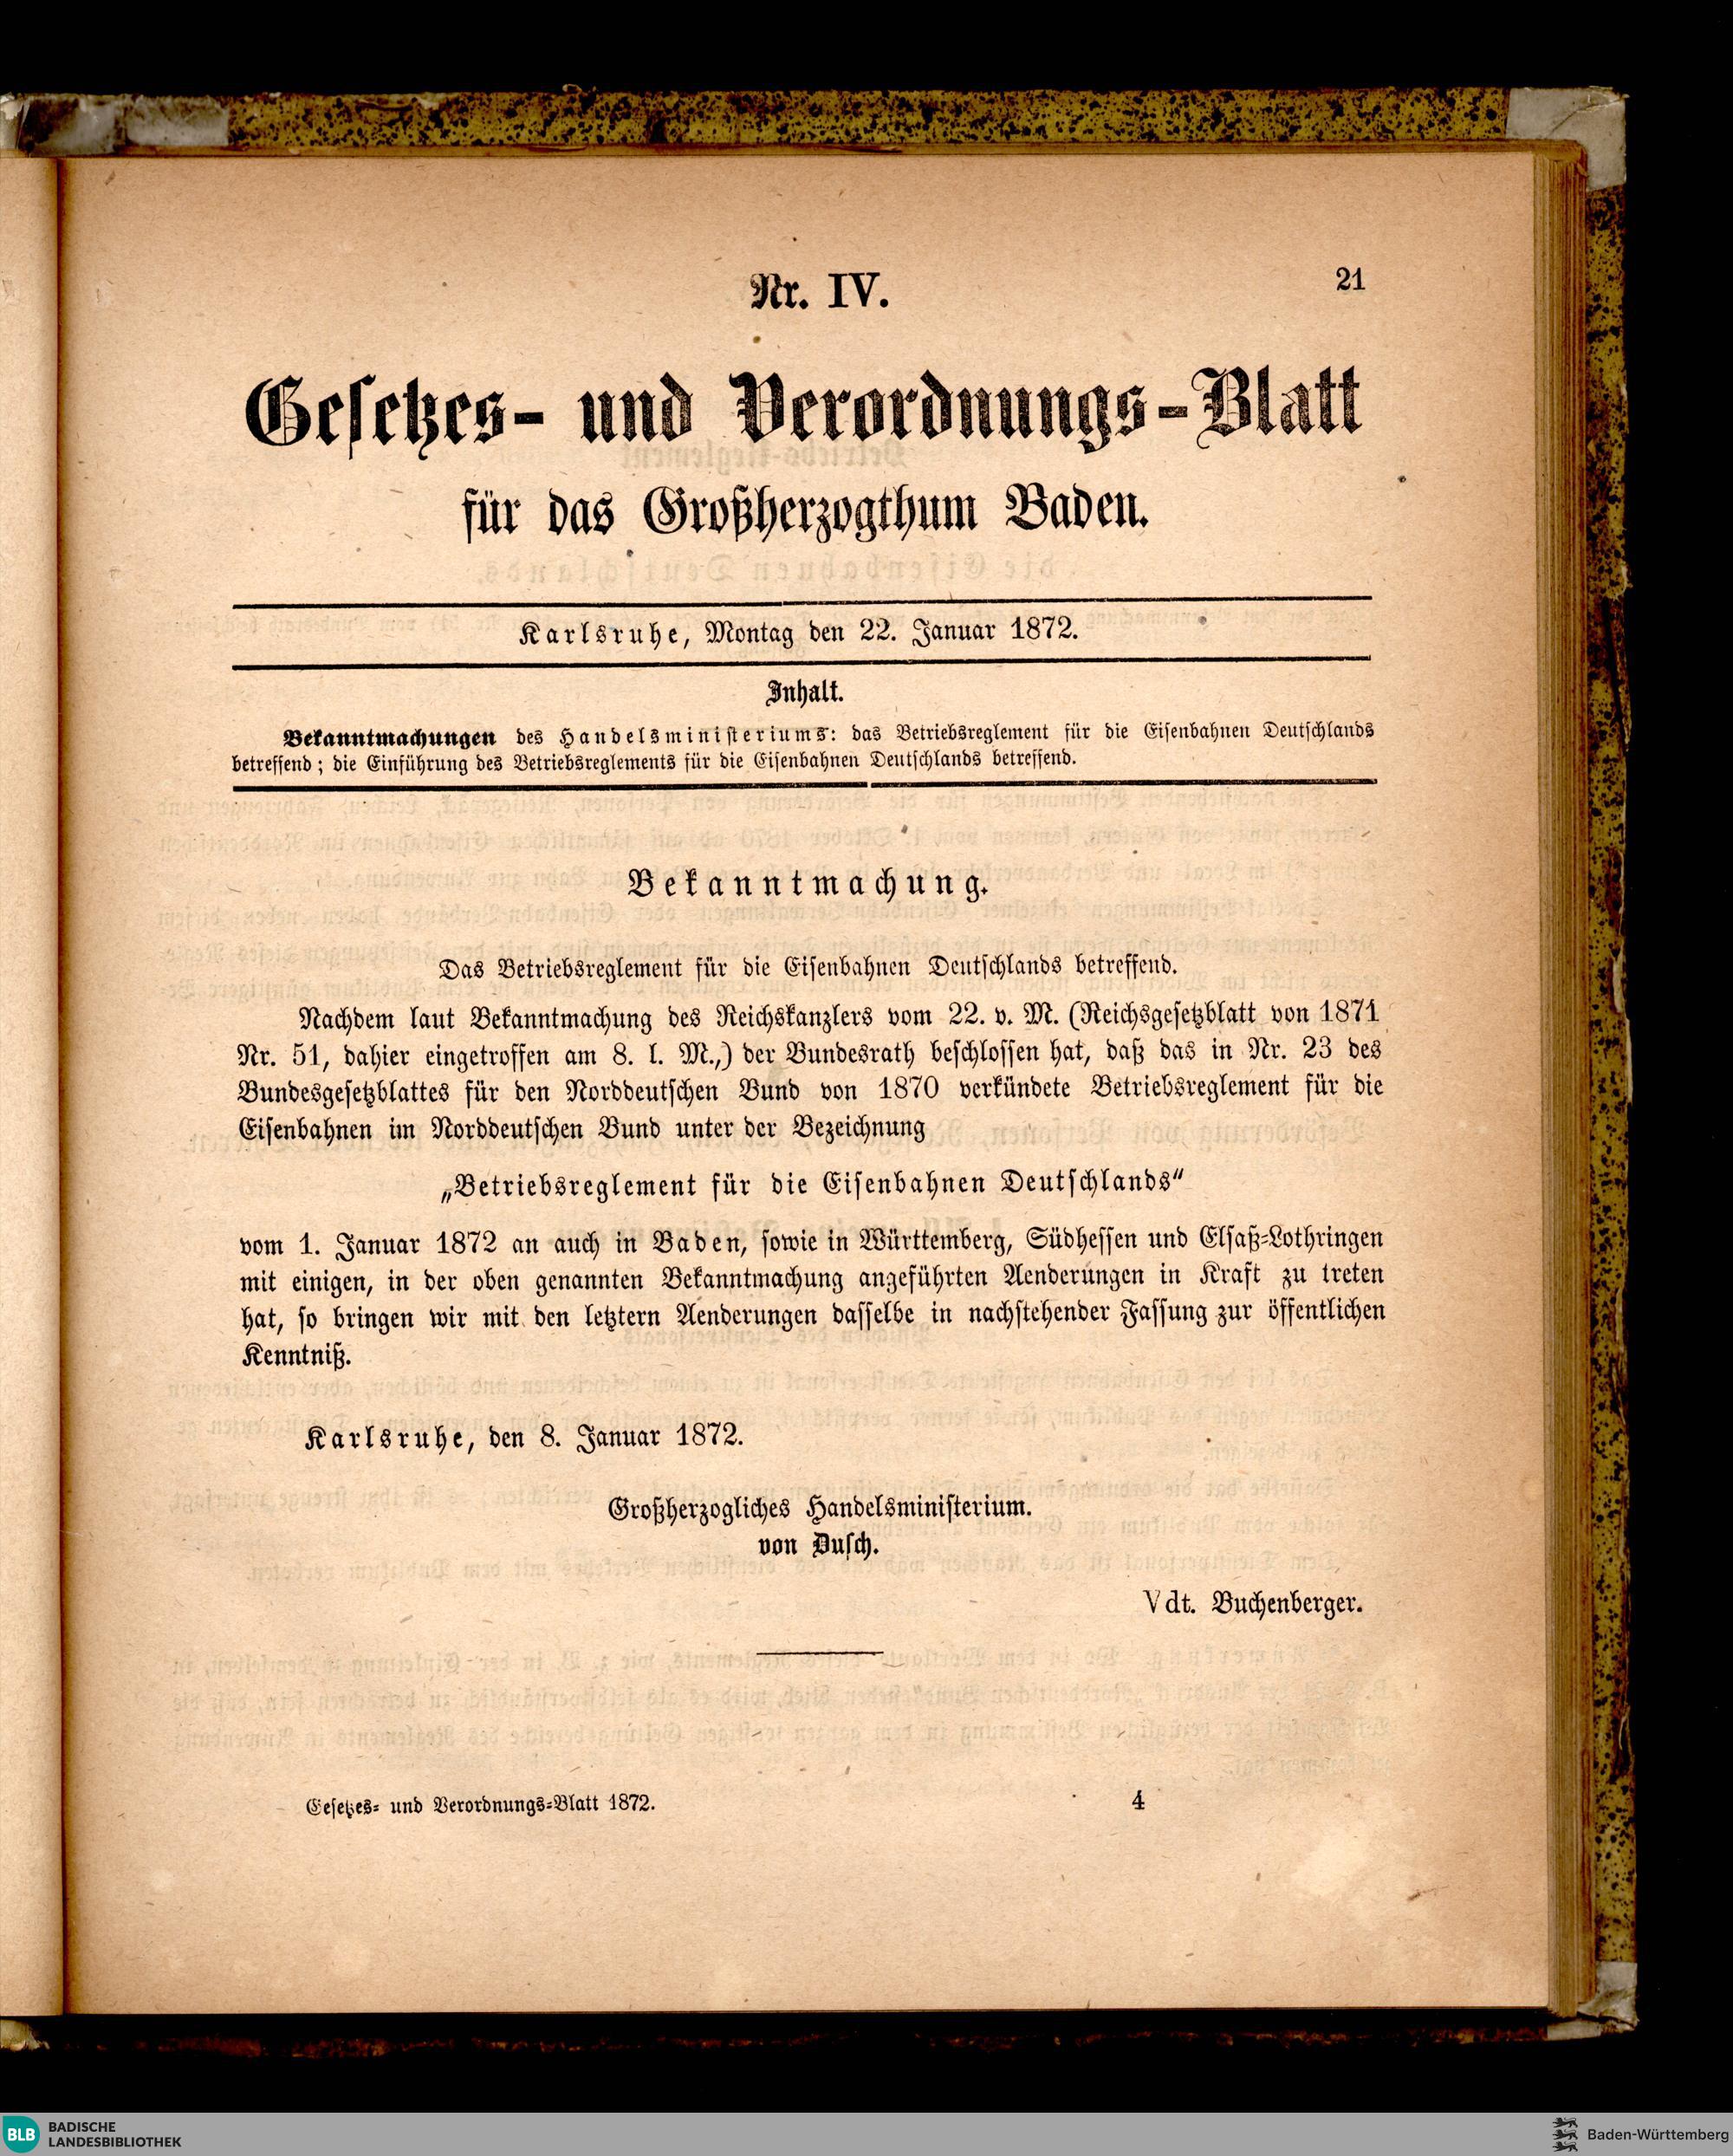 Nr. IV.
21
Gesetzes- und Verordnungs-Blatt
für das Großherzogthum Baden.
Karlsruhe, Montag den 22. Januar 1872.
Inhalt.
Bekanntmachungen des Handelsministeriums: das Betriebsreglement für die Eisenbahnen Deutschlands
betreffend; die Einführung des Betriebsreglements für die Eisenbahnen Deutschlands betreffend.
Bekanntmachung.
Das Betriebsreglement für die Eisenbahnen Deutschlands betreffend.
Nachdem laut Bekanntmachung des Reichskanzlers vom 22. v. M. (Reichsgesetzblatt von 1871
Nr. 51, dahier eingetroffen am 8. l. M.,) der Bundesrath beschlossen hat, daß das in Nr. 23 des
Bundesgesetzblattes für den Norddeutschen Bund von 1870 verkündete Betriebsreglement für die
Eisenbahnen im Norddeutschen Bund unter der Bezeichnung
„Betriebsreglement für die Eisenbahnen Deutschlands“
vom 1. Januar 1872 an auch in Baden, sowie in Württemberg, Südhessen und Elsaß-Lothringen
mit einigen, in der oben genannten Bekanntmachung angeführten Aenderungen in Kraft zu treten
hat, so bringen wir mit den letztern Aenderungen dasselbe in nachstehender Fassung zur öffentlichen
Kenntniß.
Karlsruhe, den 8. Januar 1872.
Großherzogliches Handelsministerium.
von Dusch.
Vdt. Buchenberger.
Gesetzes- und Verordnungs-Blatt 1872.
4
BLB BADISCHE
LANDESBIBLIOTHEK
Baden-Württemberg